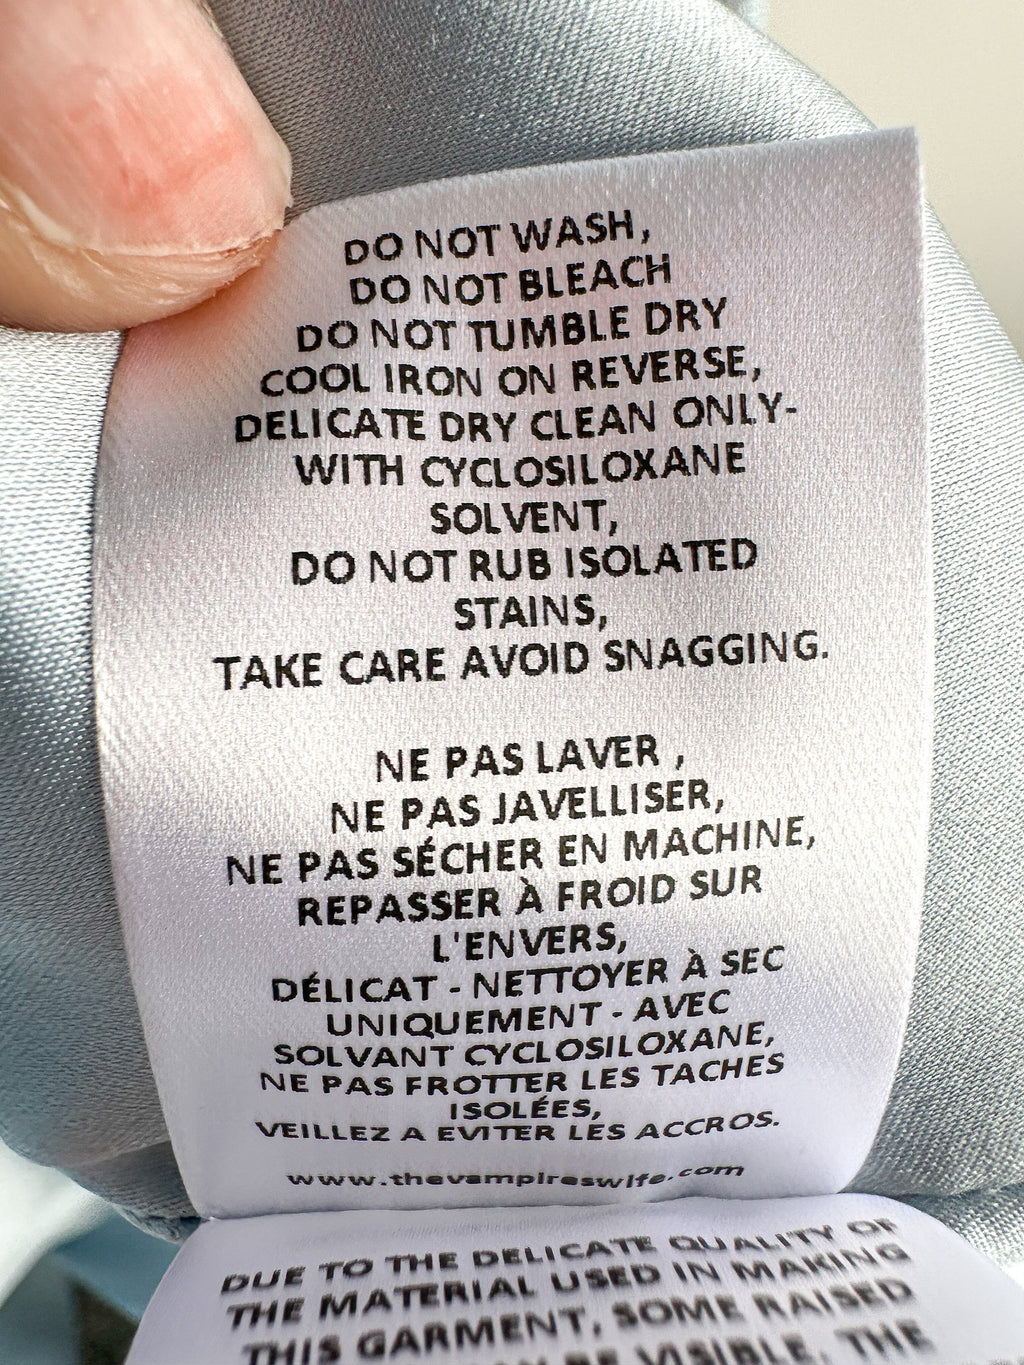 DO NOT WASH,
DO NOT BLEACH
DO NOT TUMBLE DRY
COOL IRON ON REVERSE,
DELICATE DRY CLEAN ONLY-
WITH CYCLOSILOXANE
SOLVENT,
DO NOT RUB ISOLATED
STAINS,
TAKE CARE AVOID SNAGGING.
NE PAS LAVER ,
NE PAS JAVELLISER,
NE PAS SÉCHER EN MACHINE,
REPASSER À FROID SUR
L'ENVERS,
DÉLICAT - NETTOYER À SEC
UNIQUEMENT - AVEC
SOLVANT CYCLOSILOXANE,
NE PAS FROTTER LES TACHES
ISOLÉES,
VEILLEZ A EVITER LES ACCROS.
www.thevampireswife.com
DUE TO THE DELICATE QUALITY OF
THE MATERIAL USED IN MAKING
THIS GARMENT, SOME RAISED
BE VISIBLE. THE